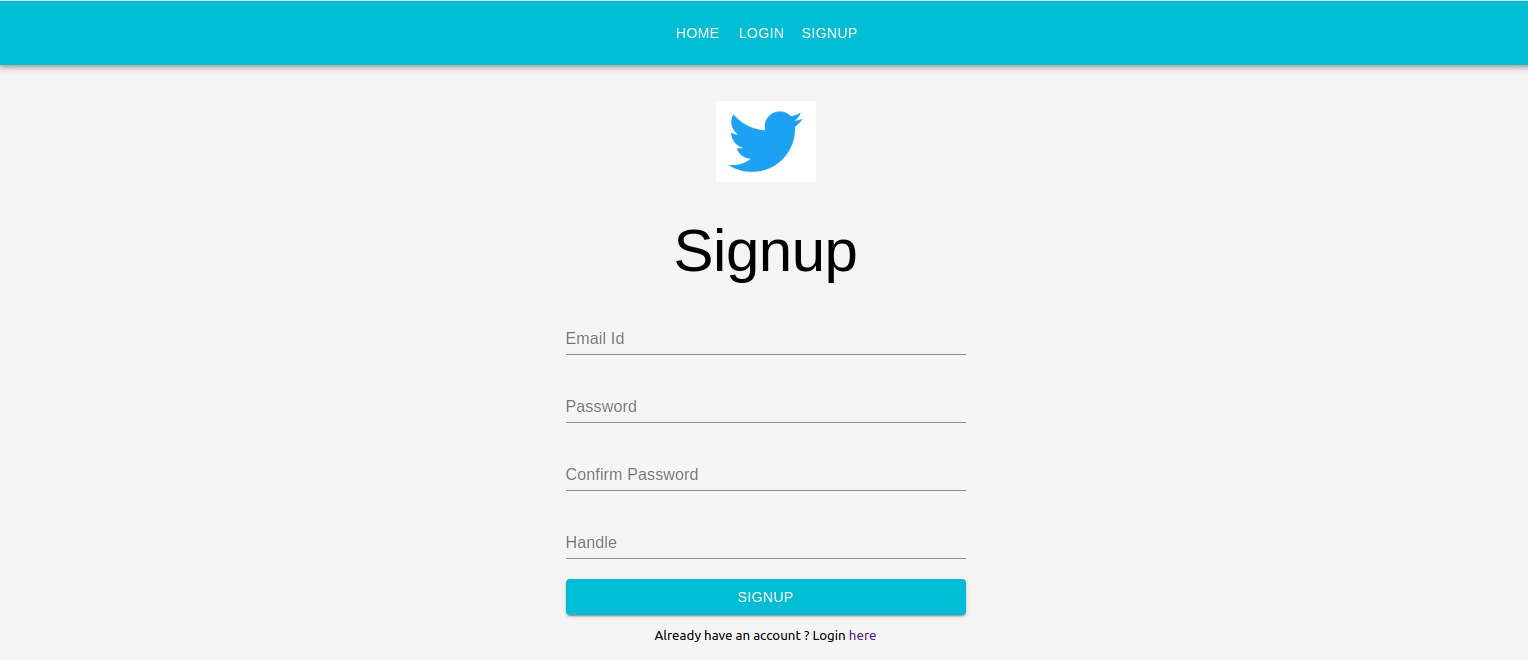 HOME LOGIN SIGNUP
Signup
Email Id
Password
Confirm Password
Handle
SIGNUP
Already have an account ? Login here